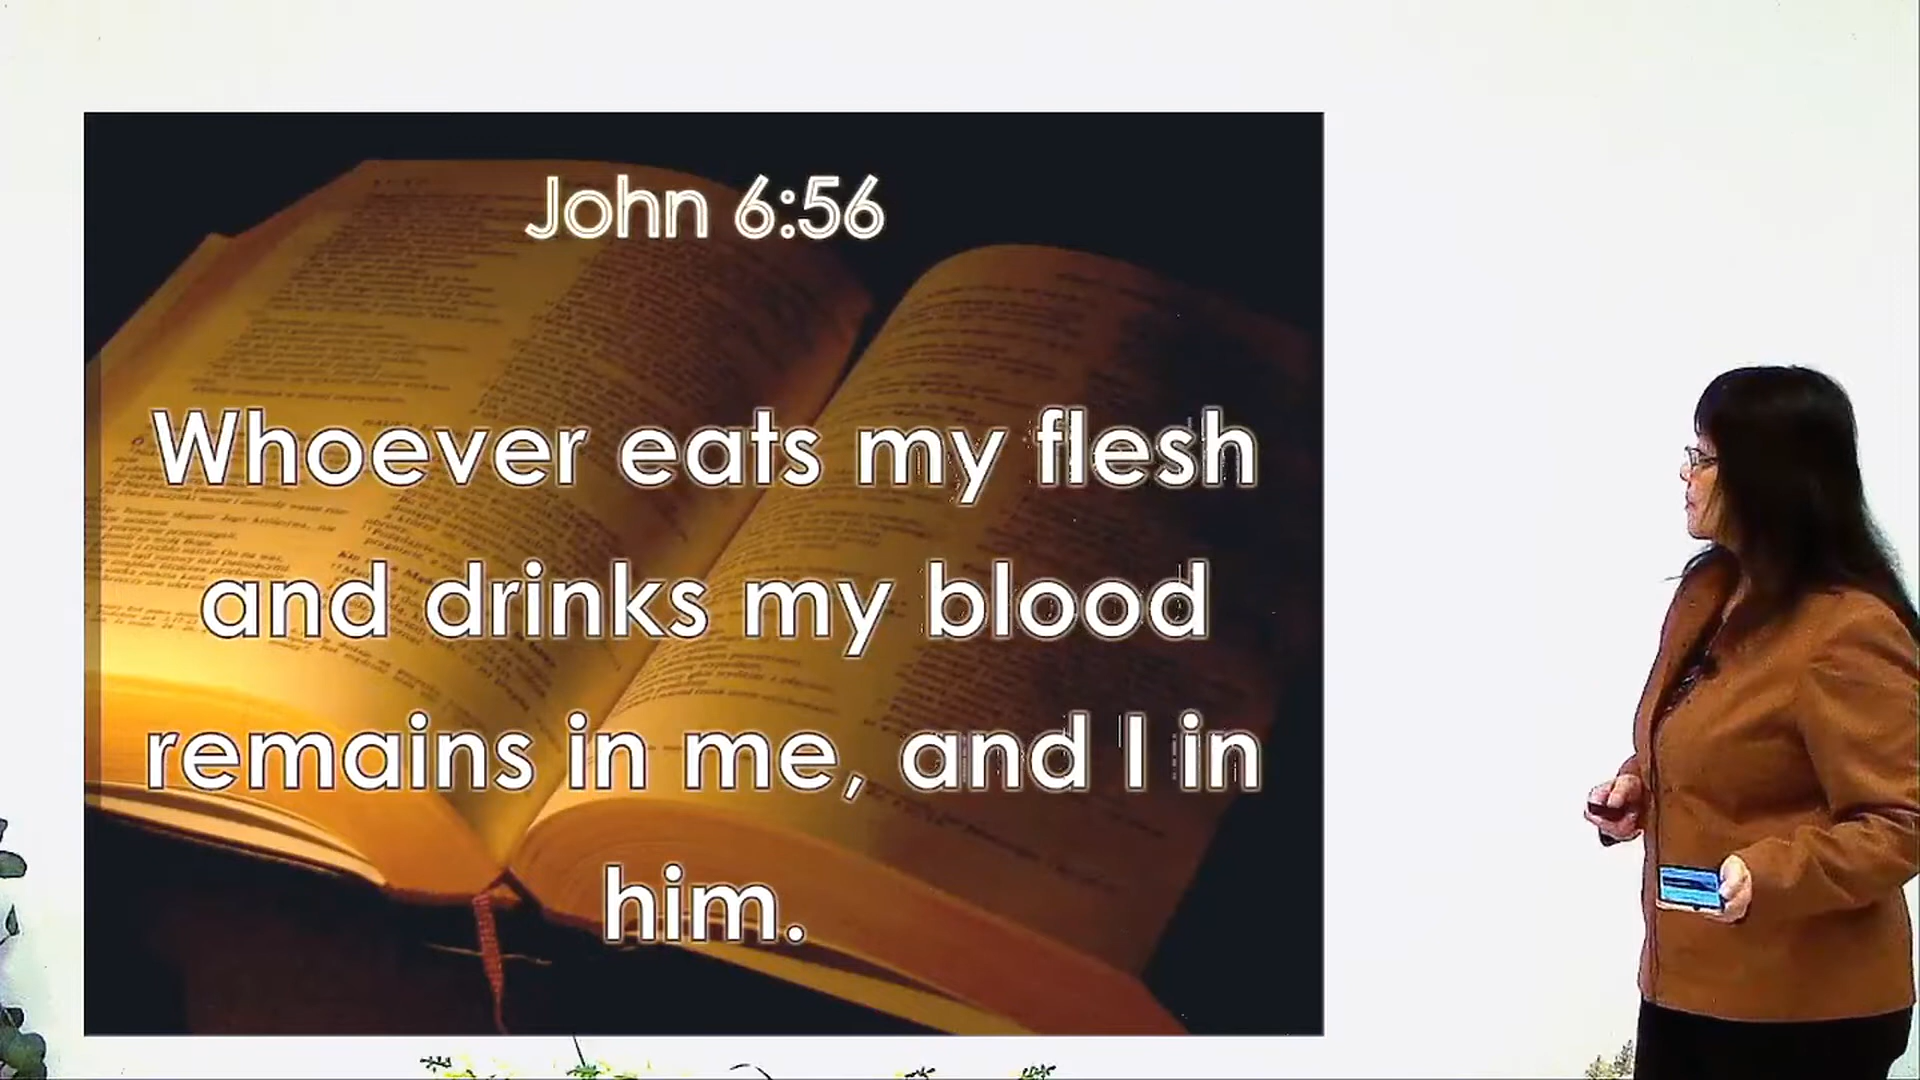 John 6:56
Whoever eats my flesh
and drinks my blood
remains in me, and I in
him.